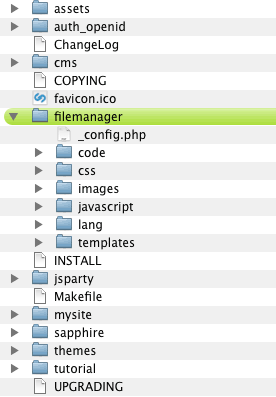 assets
auth_openid
ChangeLog
cms
COPYING
favicon.ico
filemanager
_config.php
code
css
images
javascript
lang
templates
INSTALL
jsparty
Makefile
mysite
sapphire
themes
tutorial
UPGRADING